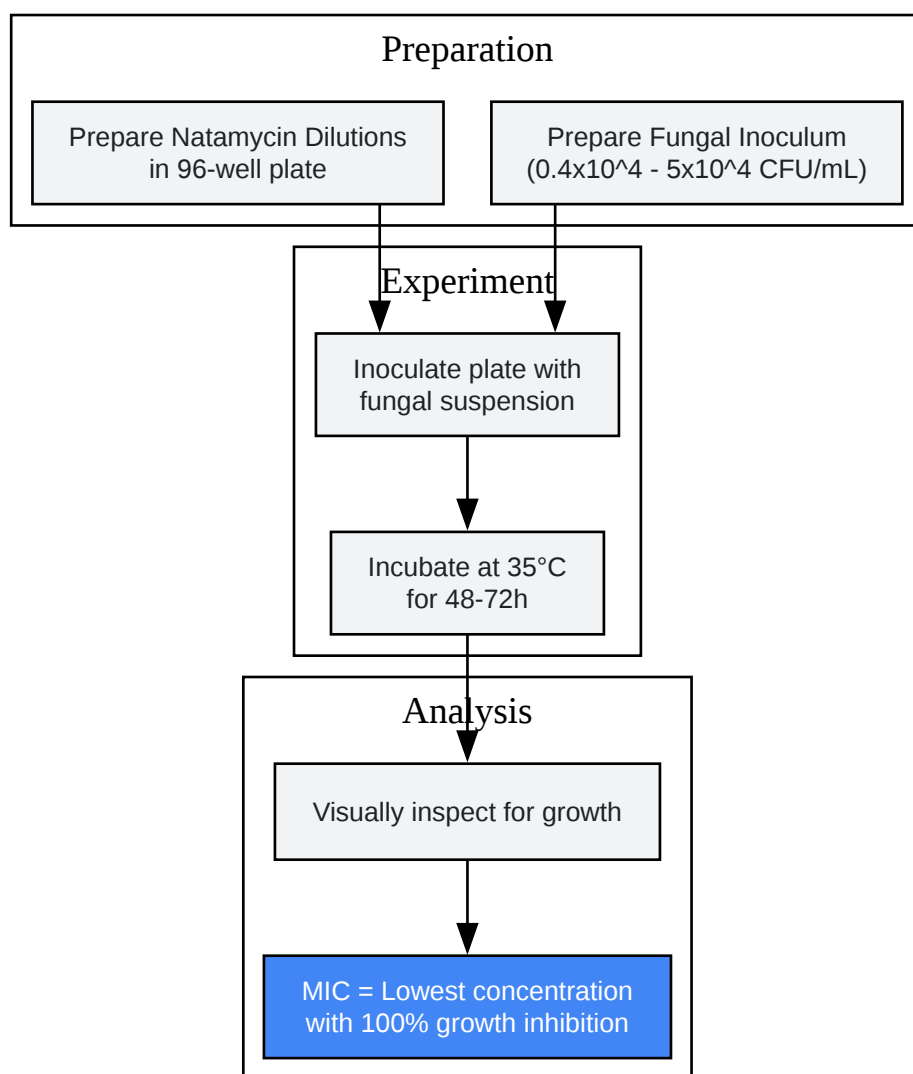 Preparation
Prepare Natamycin Dilutions
in 96-well plate
Prepare Fungal Inoculum
(0.4x10^4 - 5x10^4 CFU/mL)
Experiment
Inoculate plate with
fungal suspension
Incubate at 35°C
for 48-72h
Analysis
Visually inspect for growth
MIC = Lowest concentration
with 100% growth inhibition